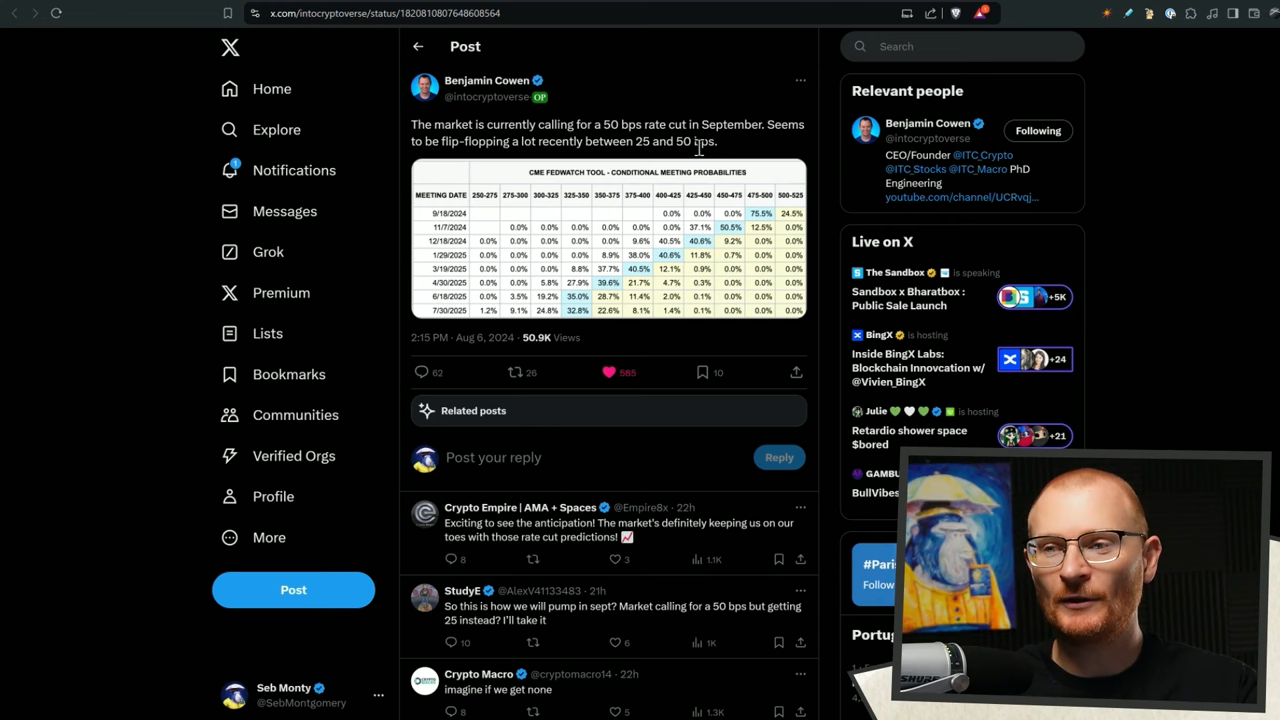 x.com/intocryptoverse/status/1820810807648608564
Home
Explore
1
Notifications
Messages
Grok
Premium
Lists
Bookmarks
Communities
Verified Orgs
Profile
More
Post
Seb Monty
@SebMontgomery
Post
Benjamin Cowen
@intocryptoverse OP
The market is currently calling for a 50 bps rate cut in September. Seems
to be flip-flopping a lot recently between 25 and 50 bps.
CME FEDWATCH TOOL - CONDITIONAL MEETING PROBABILITIES
MEETING DATE 250-275 275-300 300-325 325-350 350-375 375-400 400-425 425-450 450-475 475-500 500-525
9/18/2024 0.0% 0.0% 0.0% 75.5% 24.5%
11/7/2024 0.0% 0.0% 0.0% 0.0% 0.0% 0.0% 37.1% 50.5% 12.5% 0.0%
12/18/2024 0.0% 0.0% 0.0% 0.0% 0.0% 9.6% 40.5% 40.6% 9.2% 0.0% 0.0%
1/29/2025 0.0% 0.0% 0.0% 0.0% 8.9% 38.0% 40.6% 11.8% 0.7% 0.0% 0.0%
3/19/2025 0.0% 0.0% 0.0% 8.8% 37.7% 40.5% 12.1% 0.9% 0.0% 0.0% 0.0%
4/30/2025 0.0% 0.0% 5.8% 27.9% 39.6% 21.7% 4.7% 0.3% 0.0% 0.0% 0.0%
6/18/2025 0.0% 3.5% 19.2% 35.0% 28.7% 11.4% 2.0% 0.1% 0.0% 0.0% 0.0%
7/30/2025 1.2% 9.1% 24.8% 32.8% 22.6% 8.1% 1.4% 0.1% 0.0% 0.0% 0.0%
2:15 PM · Aug 6, 2024 · 50.9K Views
62 26 585 10
Related posts
Post your reply
Reply
Crypto Empire | AMA + Spaces @Empire8x · 22h
Exciting to see the anticipation! The market's definitely keeping us on our
toes with those rate cut predictions!
8 3 1.1K
StudyE @AlexV41133483 · 21h
So this is how we will pump in sept? Market calling for a 50 bps but getting
25 instead? I'll take it
10 6 1K
Crypto Macro @cryptomacro14 · 22h
imagine if we get none
8 5 1.3K
Search
Relevant people
Benjamin Cowen
@intocryptoverse
Following
CEO/Founder @ITC_Crypto
@ITC_Stocks @ITC_Macro PhD
Engineering
youtube.com/channel/UCRvqj…
Live on X
The Sandbox is speaking
Sandbox x Bharatbox :
Public Sale Launch
+5K
BingX is hosting
Inside BingX Labs:
Blockchain Innovcation w/
@Vivien_BingX
+24
Julie is hosting
Retardio shower space
$bored
+21
GAMBU
BullVibes
#Paris
Follow
Portug
SHURE